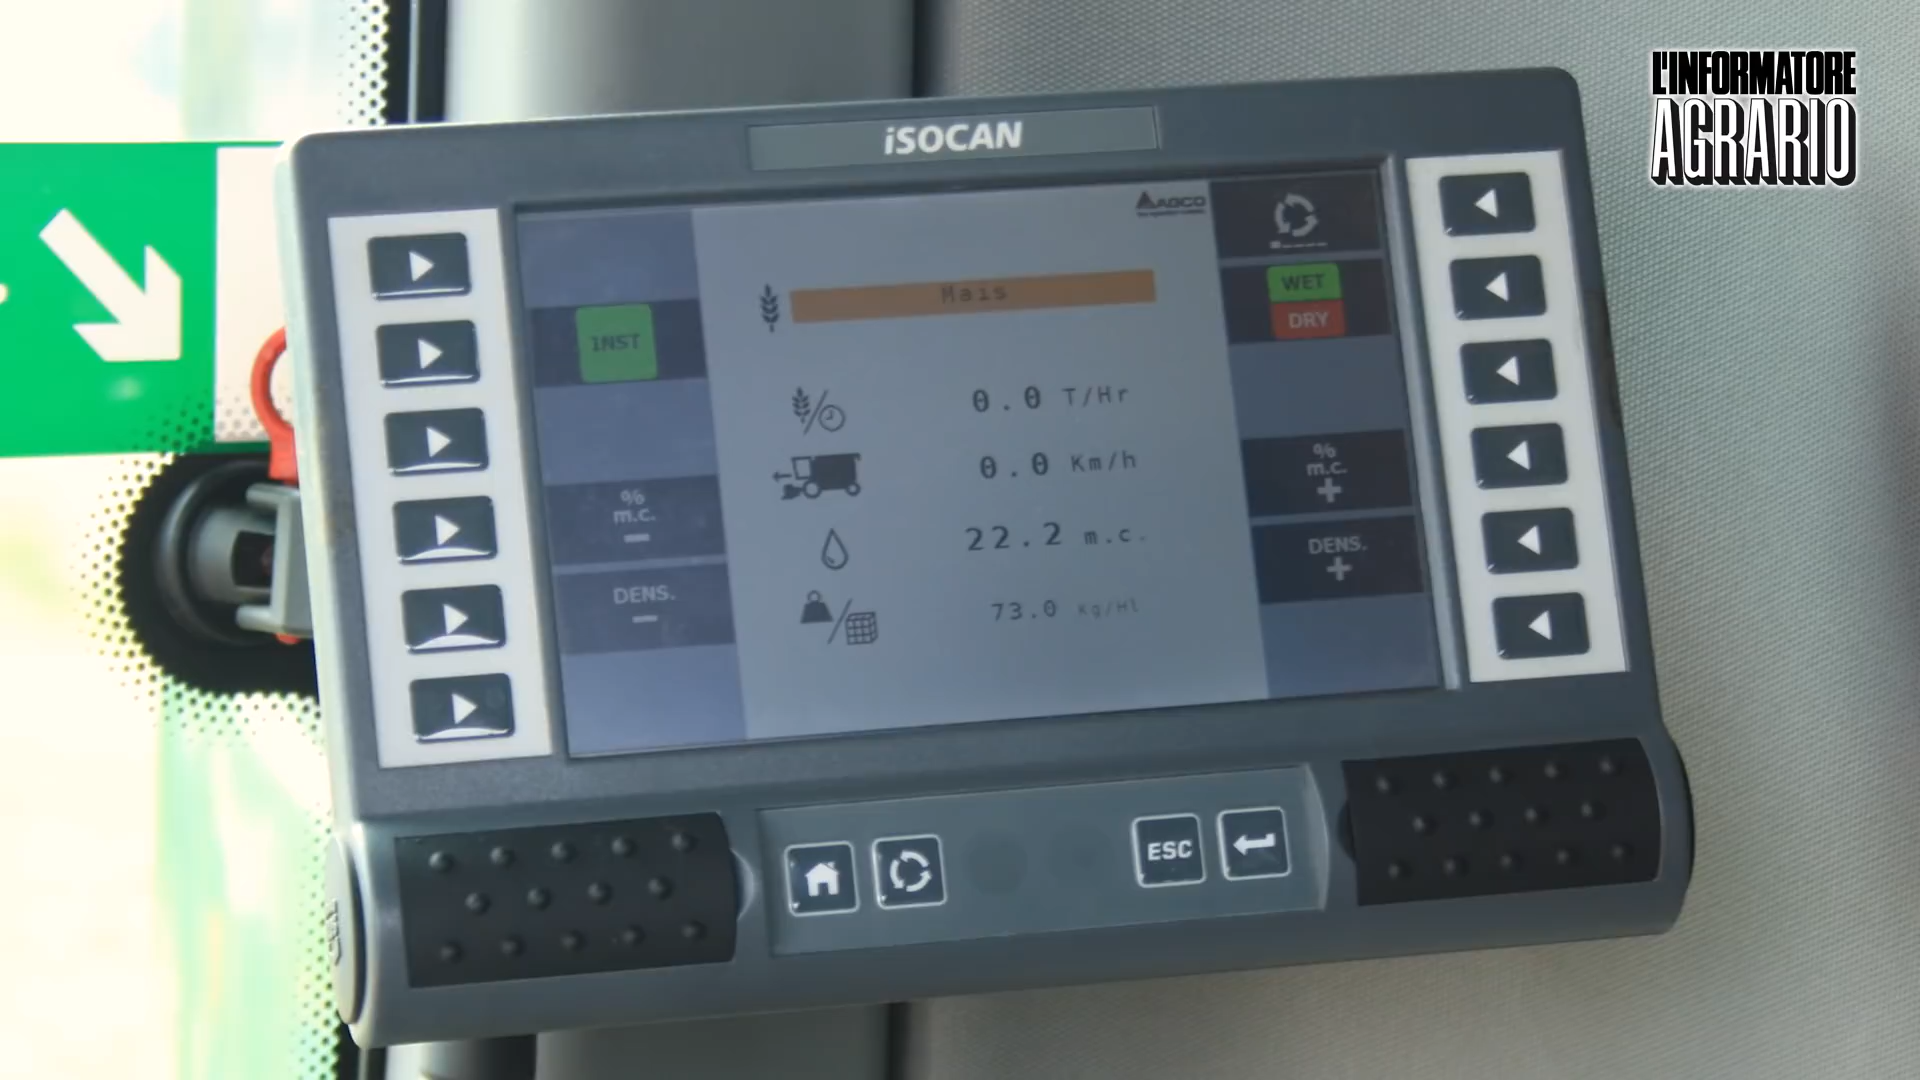 L'INFORMATORE
AGRARIO
iSOCAN
AGCO
Mais
INST
WET
DRY
0.0 T/Hr
0.0 Km/h
22.2 m.c.
73.0 Kg/Hl
%
m.c.
-
DENS.
-
%
m.c.
+
DENS.
+
ESC